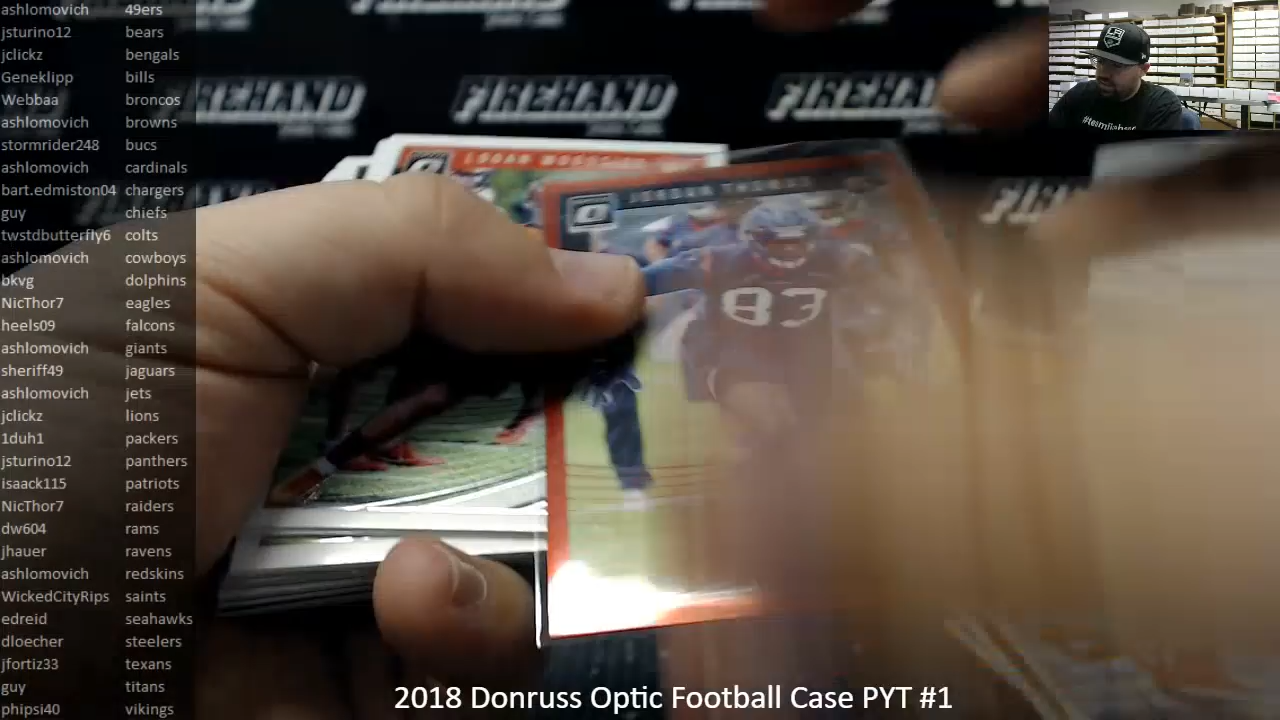 ashlomovich 49ers
jsturino12 bears
jclickz bengals
Geneklipp bills
Webbaa broncos
ashlomovich browns
stormrider248 bucs
ashlomovich cardinals
bart.edmiston04 chargers
guy chiefs
twstdbutterfly6 colts
ashlomovich cowboys
bkvg dolphins
NicThor7 eagles
heels09 falcons
ashlomovich giants
sheriff49 jaguars
ashlomovich jets
jclickz lions
1duh1 packers
jsturino12 panthers
isaack115 patriots
NicThor7 raiders
dw604 rams
jhauer ravens
ashlomovich redskins
WickedCityRips saints
edreid seahawks
dloecher steelers
jfortiz33 texans
guy titans
phipsi40 vikings
FIREHAND FIREHAND FIREHAND
LOGAN
JORDAN THOMAS
83
2018 Donruss Optic Football Case PYT #1